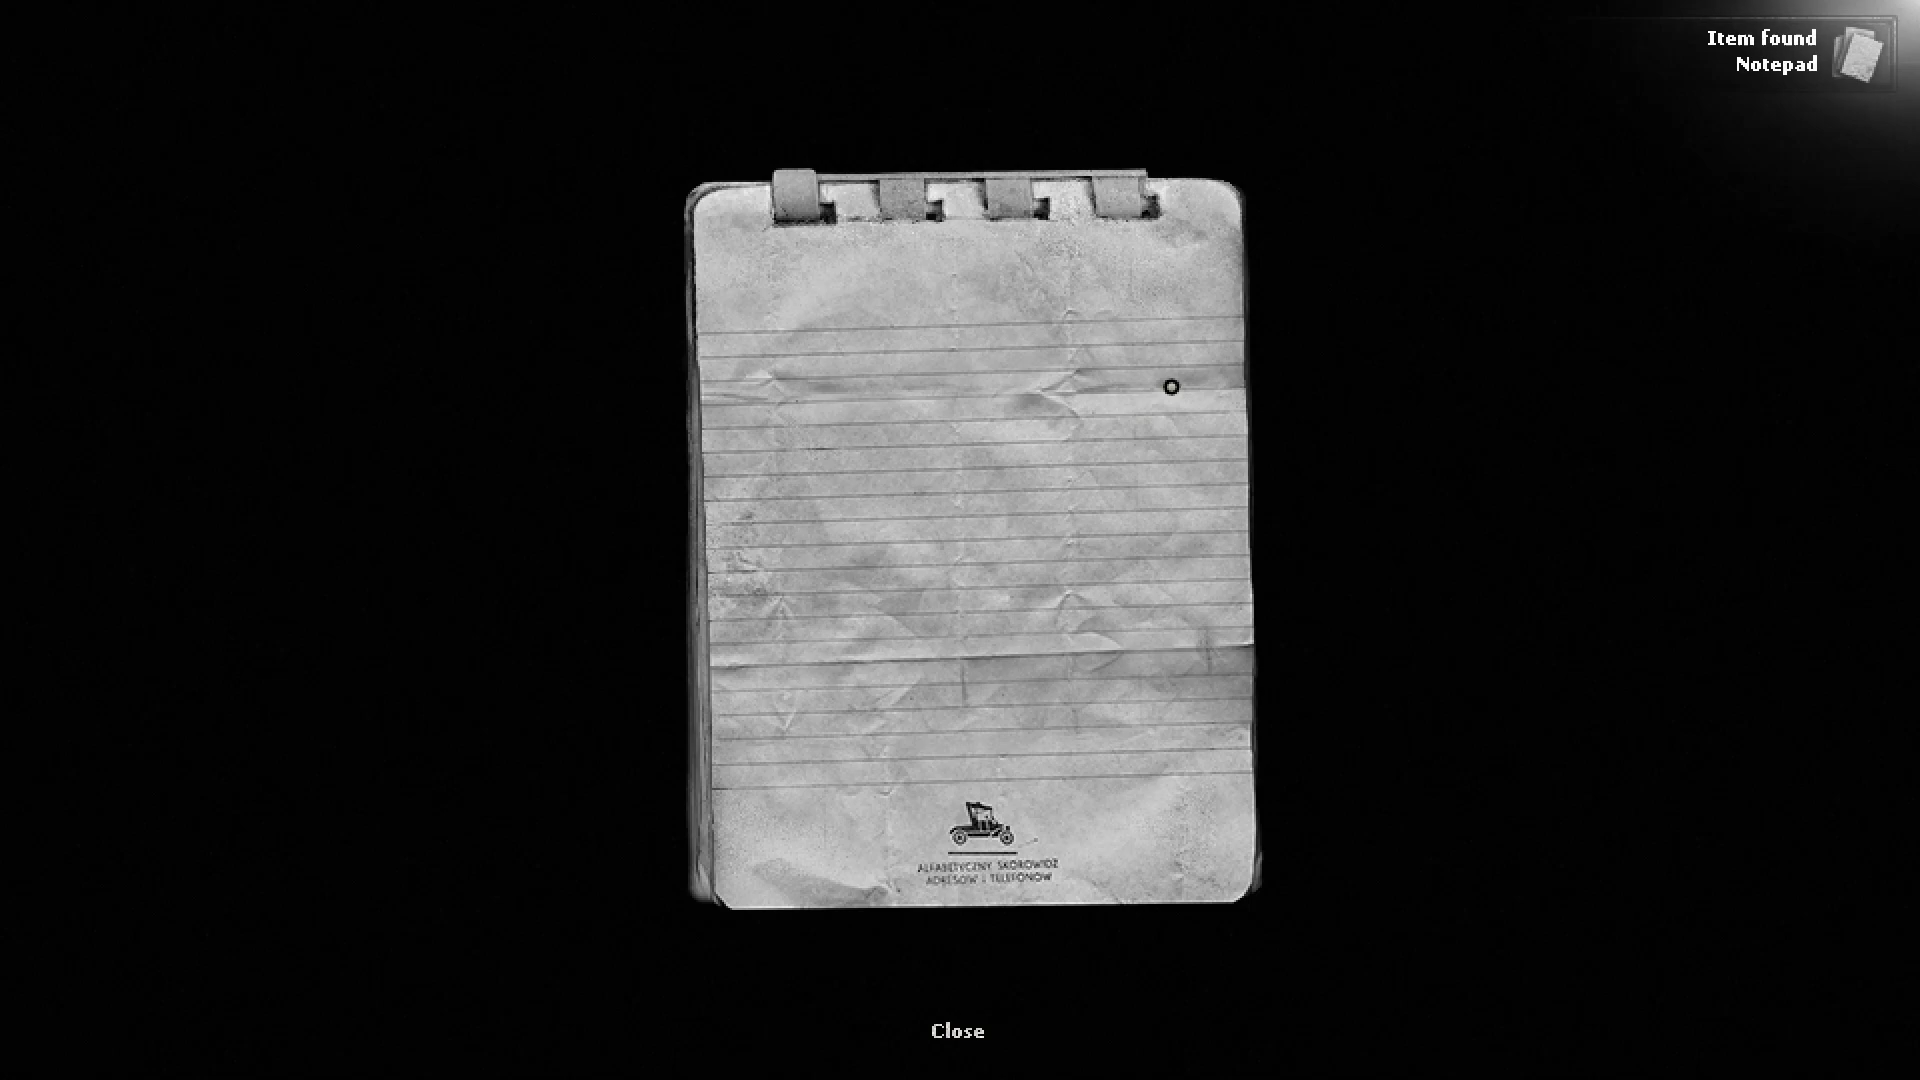 Item found
Notepad
ALFABETYCZNY SKOROWIDZ
ADRESÓW I TELEFONÓW
Close